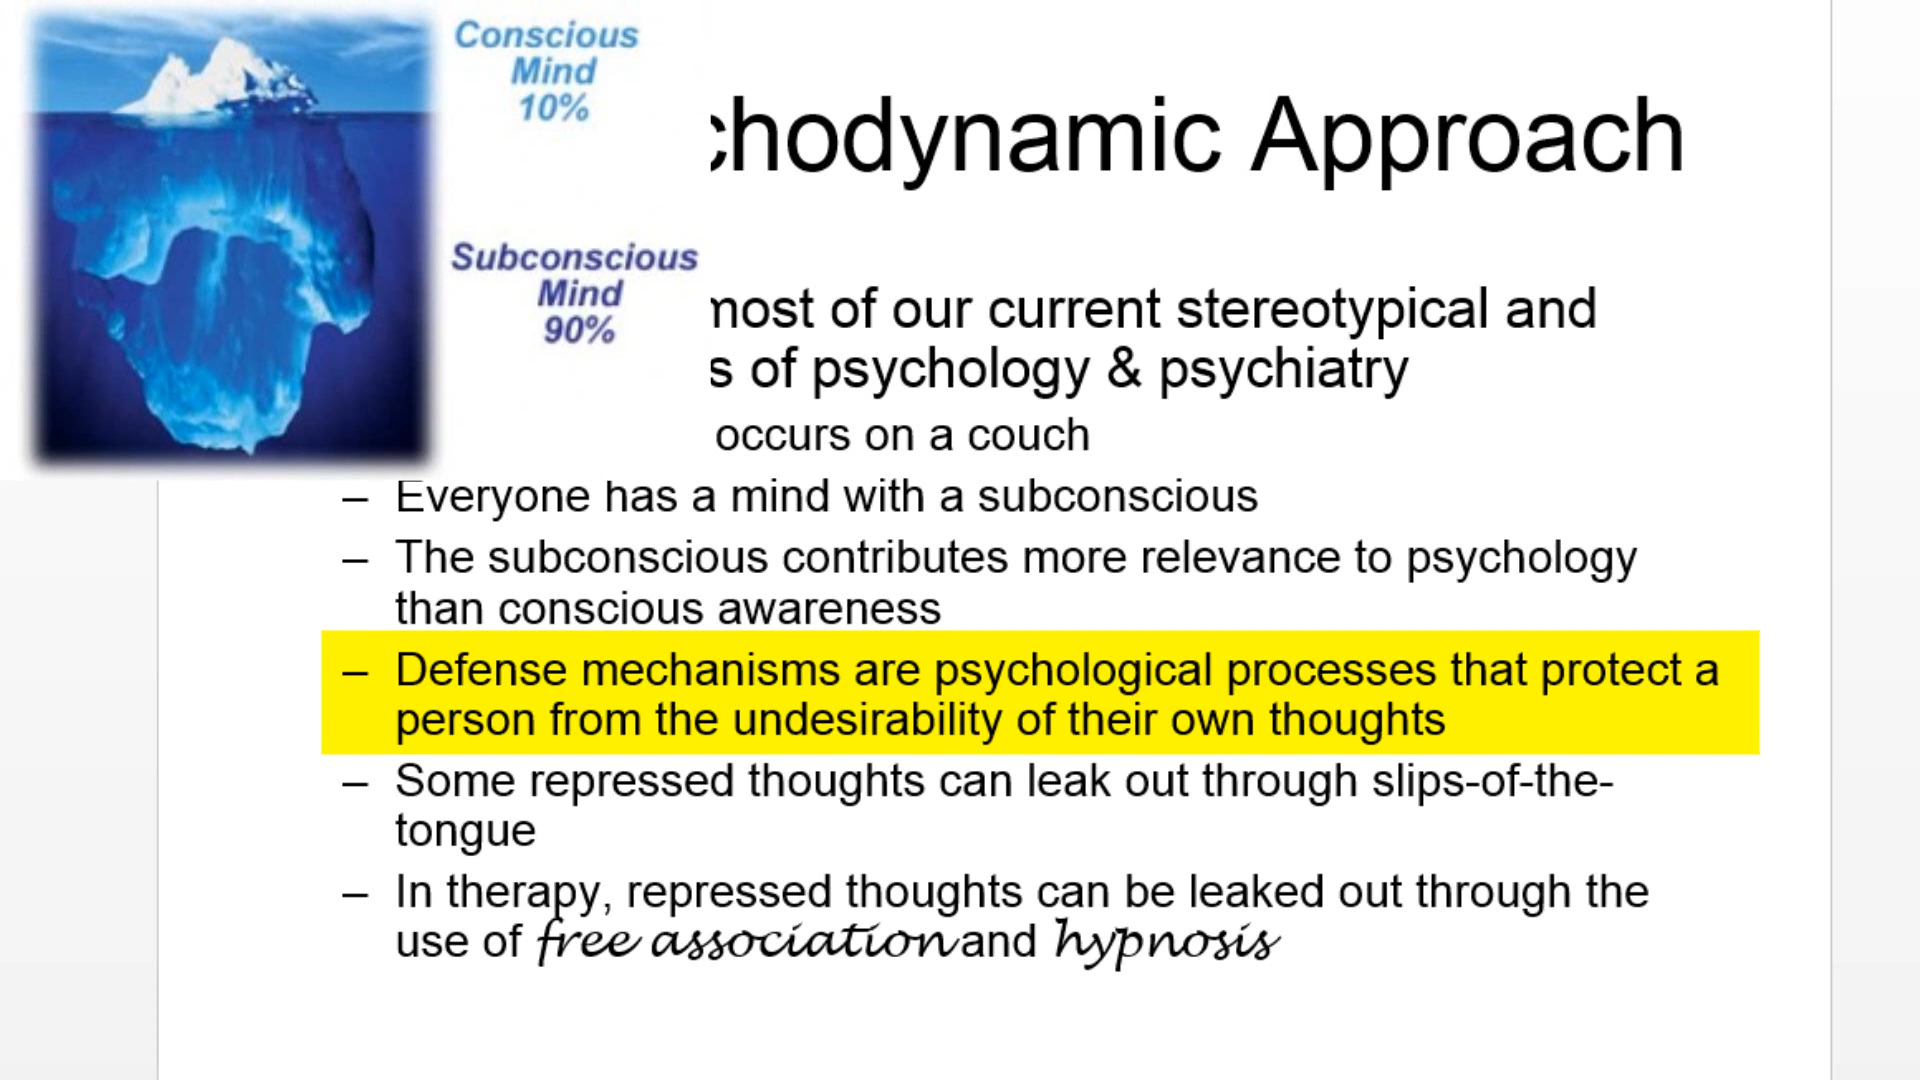 Conscious
Mind
10%
chodynamic Approach
Subconscious
Mind
90%
most of our current stereotypical and
s of psychology & psychiatry
occurs on a couch
– Everyone has a mind with a subconscious
– The subconscious contributes more relevance to psychology
than conscious awareness
– Defense mechanisms are psychological processes that protect a
person from the undesirability of their own thoughts
– Some repressed thoughts can leak out through slips-of-the-
tongue
– In therapy, repressed thoughts can be leaked out through the
use of free association and hypnosis